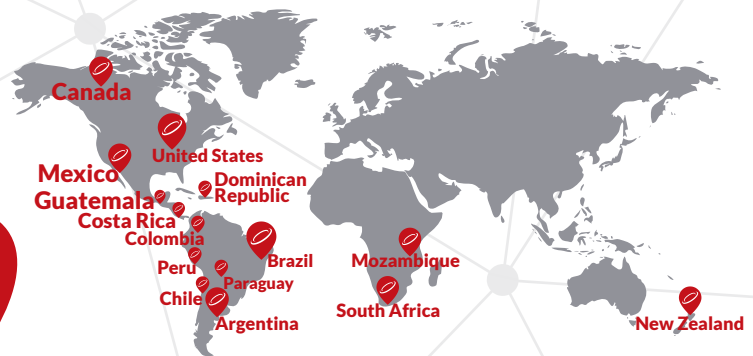 Canada
United States
Mexico
Dominican
Republic
Guatemala
Costa Rica
Colombia
Brazil
Mozambique
Peru
Paraguay
Chile
South Africa
Argentina
New Zealand